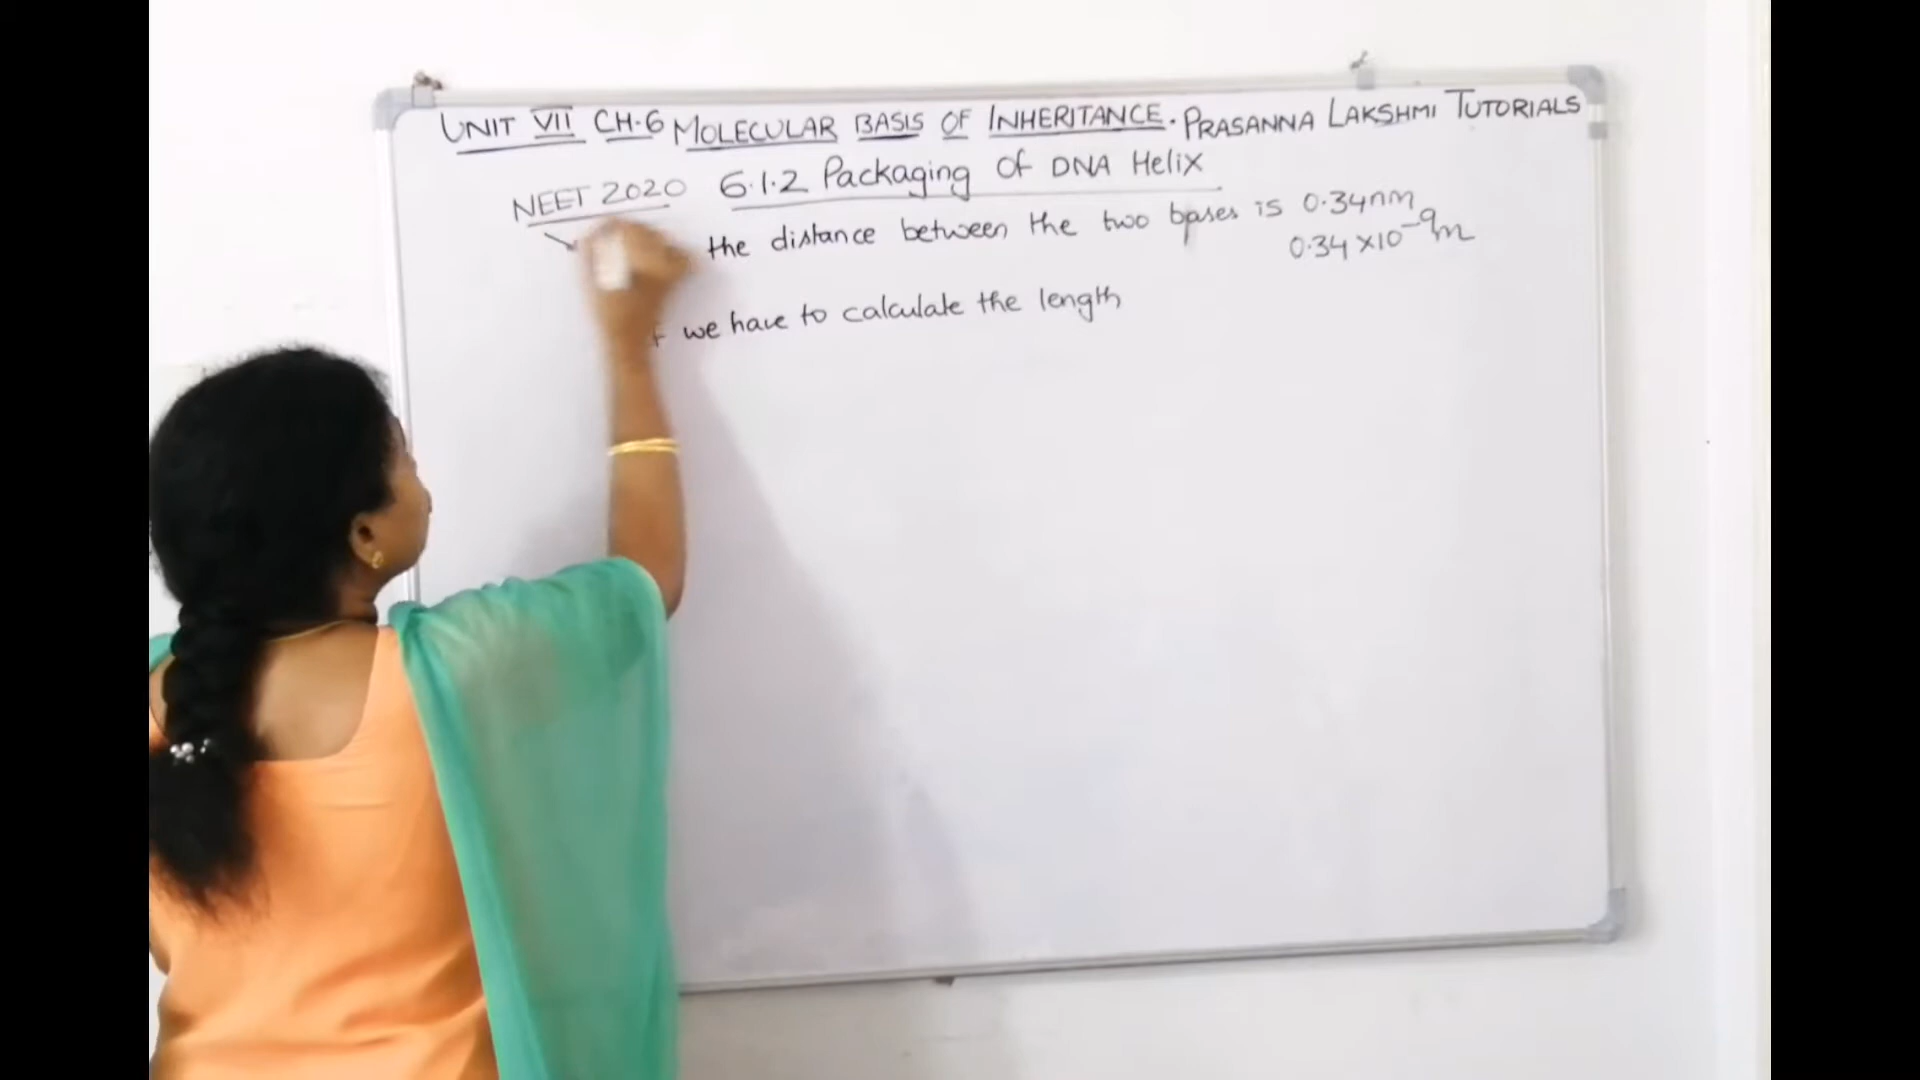 UNIT VII CH-6 MOLECULAR BASIS OF INHERITANCE. PRASANNA LAKSHMI TUTORIALS
NEET 2020 6.1.2 Packaging Of DNA Helix
the distance between the two bases is 0.34nm
0.34 x10⁻⁹m
we have to calculate the length